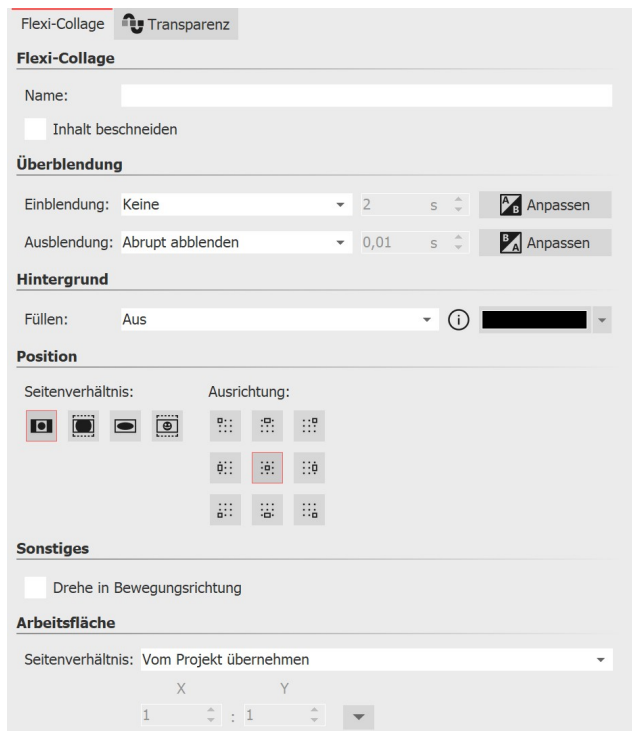 Flexi-Collage Transparenz
Flexi-Collage
Name:
Inhalt beschneiden
Überblendung
Einblendung: Keine 2 s A B Anpassen
Ausblendung: Abrupt abblenden 0,01 s B A Anpassen
Hintergrund
Füllen: Aus i
Position
Seitenverhältnis: Ausrichtung:
Sonstiges
Drehe in Bewegungsrichtung
Arbeitsfläche
Seitenverhältnis: Vom Projekt übernehmen
X Y
1 : 1